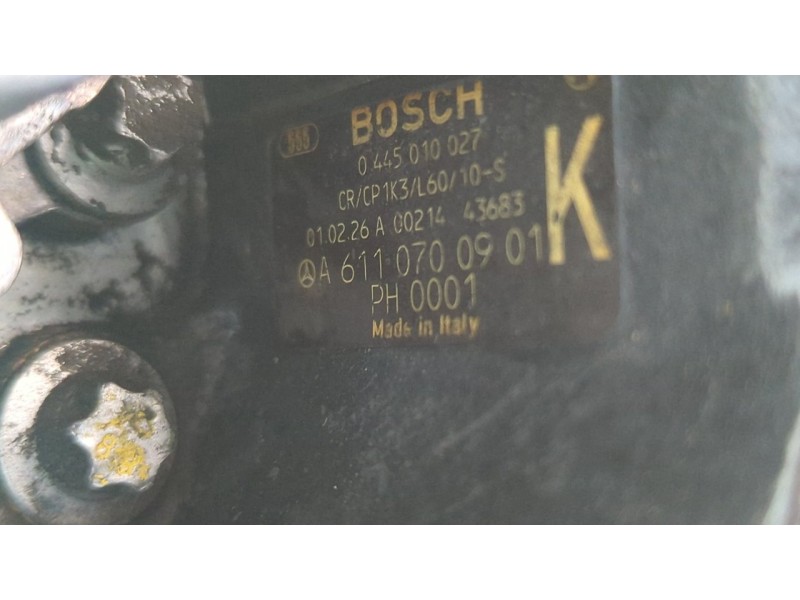 BOSCH
0 445 010 027
CR/CP1K3/L60/10-S
01.02.26 A 00214 43683
A 611 070 09 01
PH 0001
Made in Italy
K